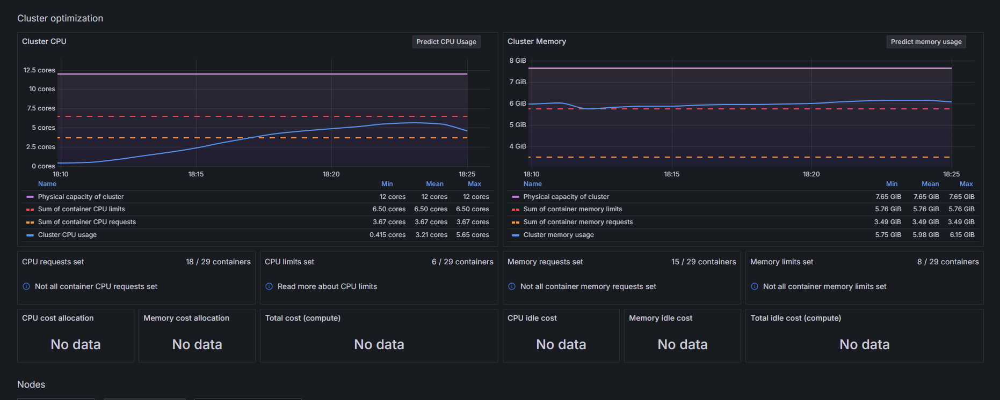 Cluster optimization
Cluster CPU
Predict CPU Usage
12.5 cores
10 cores
7.5 cores
5 cores
2.5 cores
0 cores
18:10 18:15 18:20 18:25
Name Min Mean Max
Physical capacity of cluster 12 cores 12 cores 12 cores
Sum of container CPU limits 6.50 cores 6.50 cores 6.50 cores
Sum of container CPU requests 3.67 cores 3.67 cores 3.67 cores
Cluster CPU usage 0.415 cores 3.21 cores 5.65 cores
Cluster Memory
Predict memory usage
8 GiB
7 GiB
6 GiB
5 GiB
4 GiB
18:10 18:15 18:20 18:25
Name Min Mean Max
Physical capacity of cluster 7.65 GiB 7.65 GiB 7.65 GiB
Sum of container memory limits 5.76 GiB 5.76 GiB 5.76 GiB
Sum of container memory requests 3.49 GiB 3.49 GiB 3.49 GiB
Cluster memory usage 5.75 GiB 5.98 GiB 6.15 GiB
CPU requests set 18 / 29 containers
Not all container CPU requests set
CPU limits set 6 / 29 containers
Read more about CPU limits
Memory requests set 15 / 29 containers
Not all container memory requests set
Memory limits set 8 / 29 containers
Not all container memory limits set
CPU cost allocation
No data
Memory cost allocation
No data
Total cost (compute)
No data
CPU idle cost
No data
Memory idle cost
No data
Total idle cost (compute)
No data
Nodes